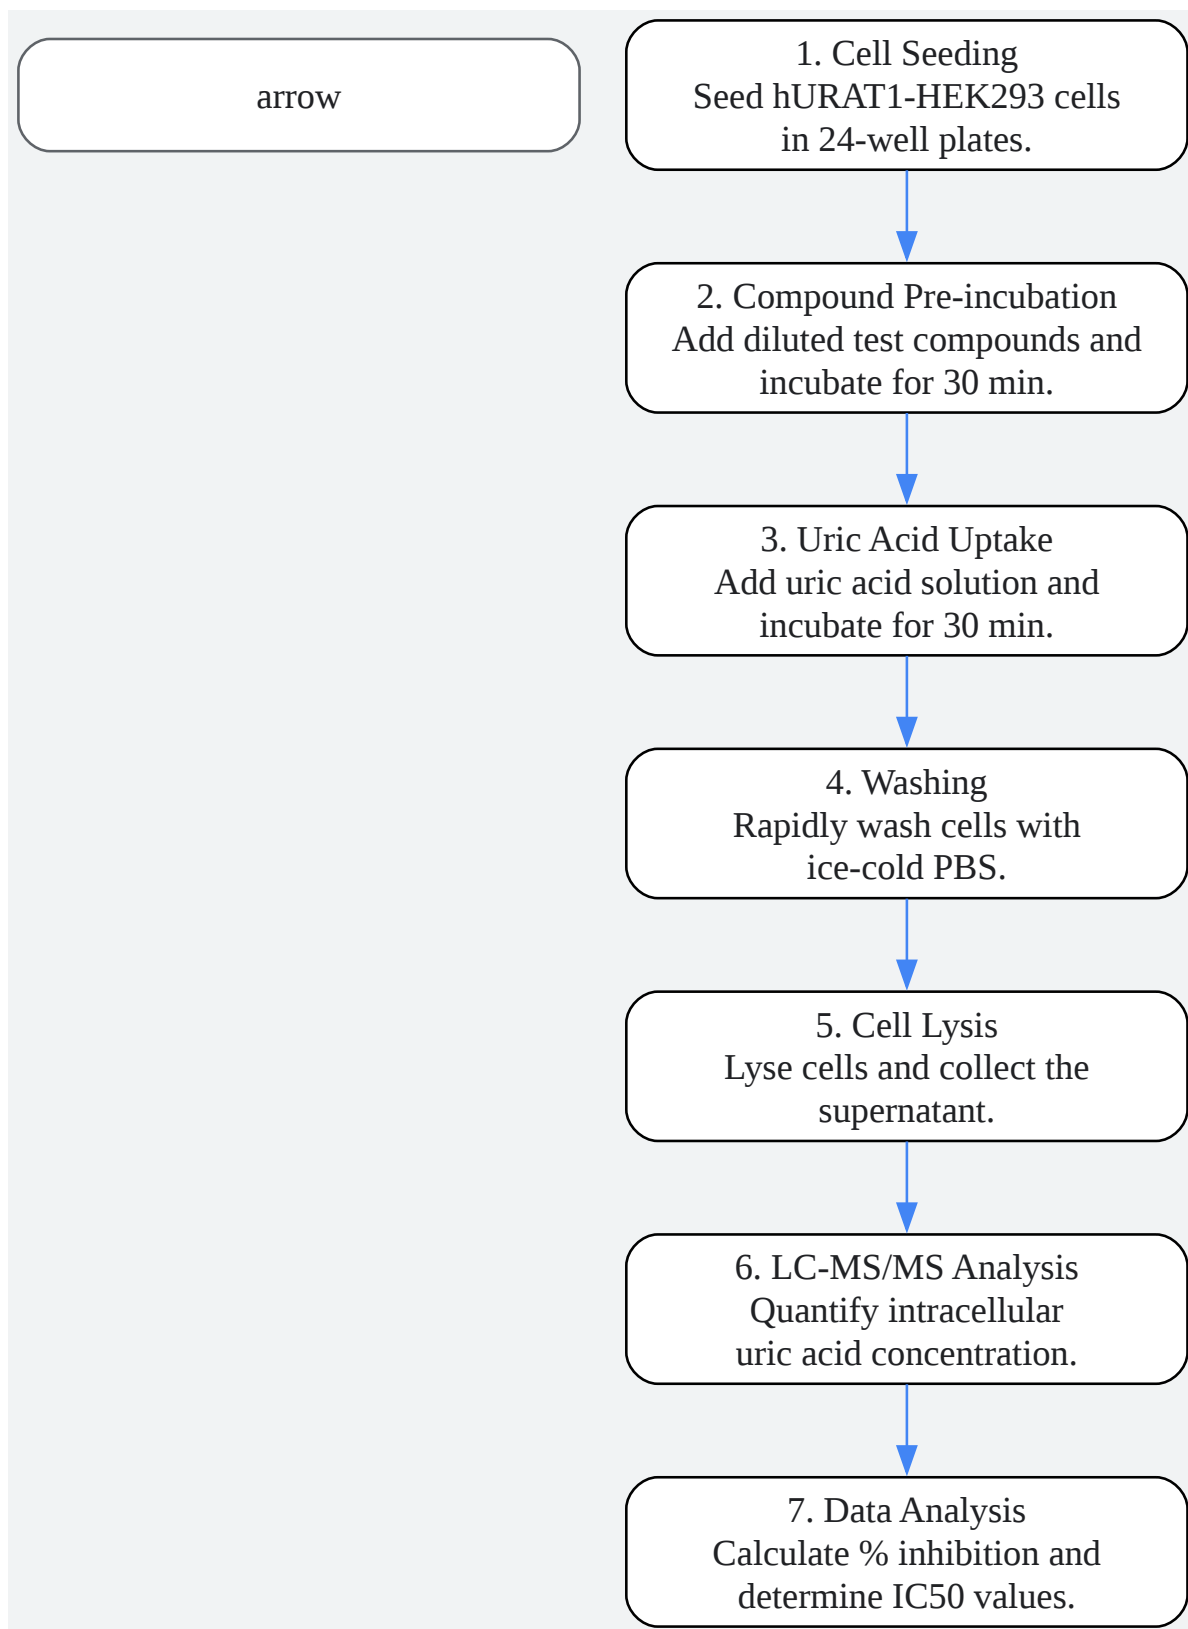 arrow
1. Cell Seeding
Seed hURAT1-HEK293 cells
in 24-well plates.
2. Compound Pre-incubation
Add diluted test compounds and
incubate for 30 min.
3. Uric Acid Uptake
Add uric acid solution and
incubate for 30 min.
4. Washing
Rapidly wash cells with
ice-cold PBS.
5. Cell Lysis
Lyse cells and collect the
supernatant.
6. LC-MS/MS Analysis
Quantify intracellular
uric acid concentration.
7. Data Analysis
Calculate % inhibition and
determine IC50 values.